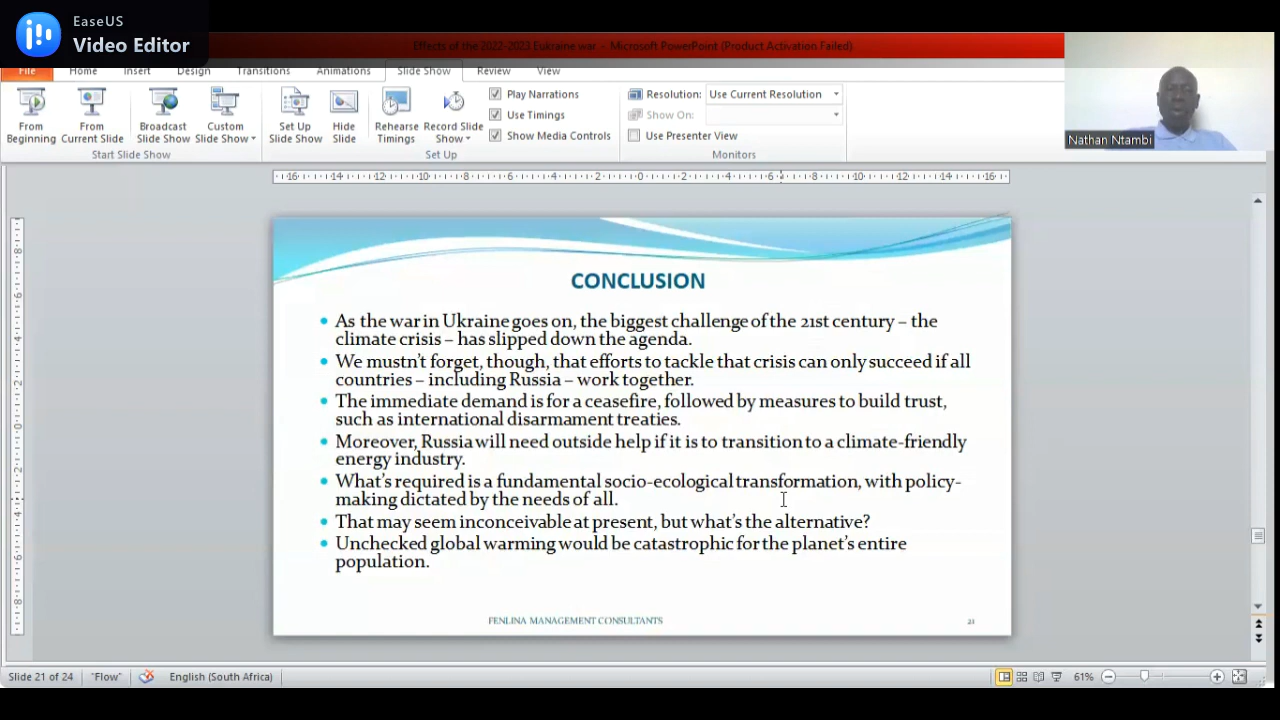 EaseUS
Video Editor
Effects of the 2022-2023 Eukraine war - Microsoft PowerPoint (Product Activation Failed)
File Home Insert Design Transitions Animations Slide Show Review View
From Beginning
From Current Slide
Broadcast Slide Show
Custom Slide Show
Set Up Slide Show
Hide Slide
Rehearse Timings
Record Slide Show
Play Narrations
Use Timings
Show Media Controls
Resolution: Use Current Resolution
Show On:
Use Presenter View
Start Slide Show
Set Up
Monitors
Nathan Ntambi
CONCLUSION
• As the war in Ukraine goes on, the biggest challenge of the 21st century – the
climate crisis – has slipped down the agenda.
• We mustn't forget, though, that efforts to tackle that crisis can only succeed if all
countries – including Russia – work together.
• The immediate demand is for a ceasefire, followed by measures to build trust,
such as international disarmament treaties.
• Moreover, Russia will need outside help if it is to transition to a climate-friendly
energy industry.
• What's required is a fundamental socio-ecological transformation, with policy-
making dictated by the needs of all.
• That may seem inconceivable at present, but what's the alternative?
• Unchecked global warming would be catastrophic for the planet's entire
population.
FENLINA MANAGEMENT CONSULTANTS
21
Slide 21 of 24 "Flow" English (South Africa) 61%